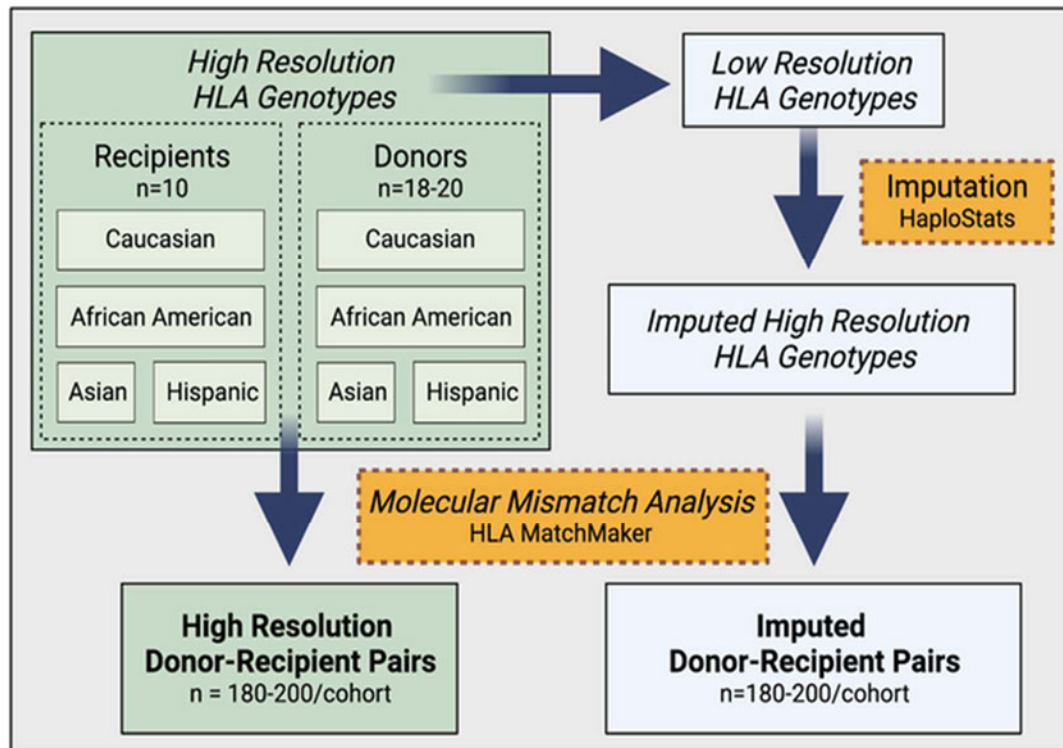 High Resolution
HLA Genotypes
Recipients
n=10
Caucasian
African American
Asian
Hispanic
Donors
n=18-20
Caucasian
African American
Asian
Hispanic
Low Resolution
HLA Genotypes
Imputation
HaploStats
Imputed High Resolution
HLA Genotypes
Molecular Mismatch Analysis
HLA MatchMaker
High Resolution
Donor-Recipient Pairs
n = 180-200/cohort
Imputed
Donor-Recipient Pairs
n=180-200/cohort